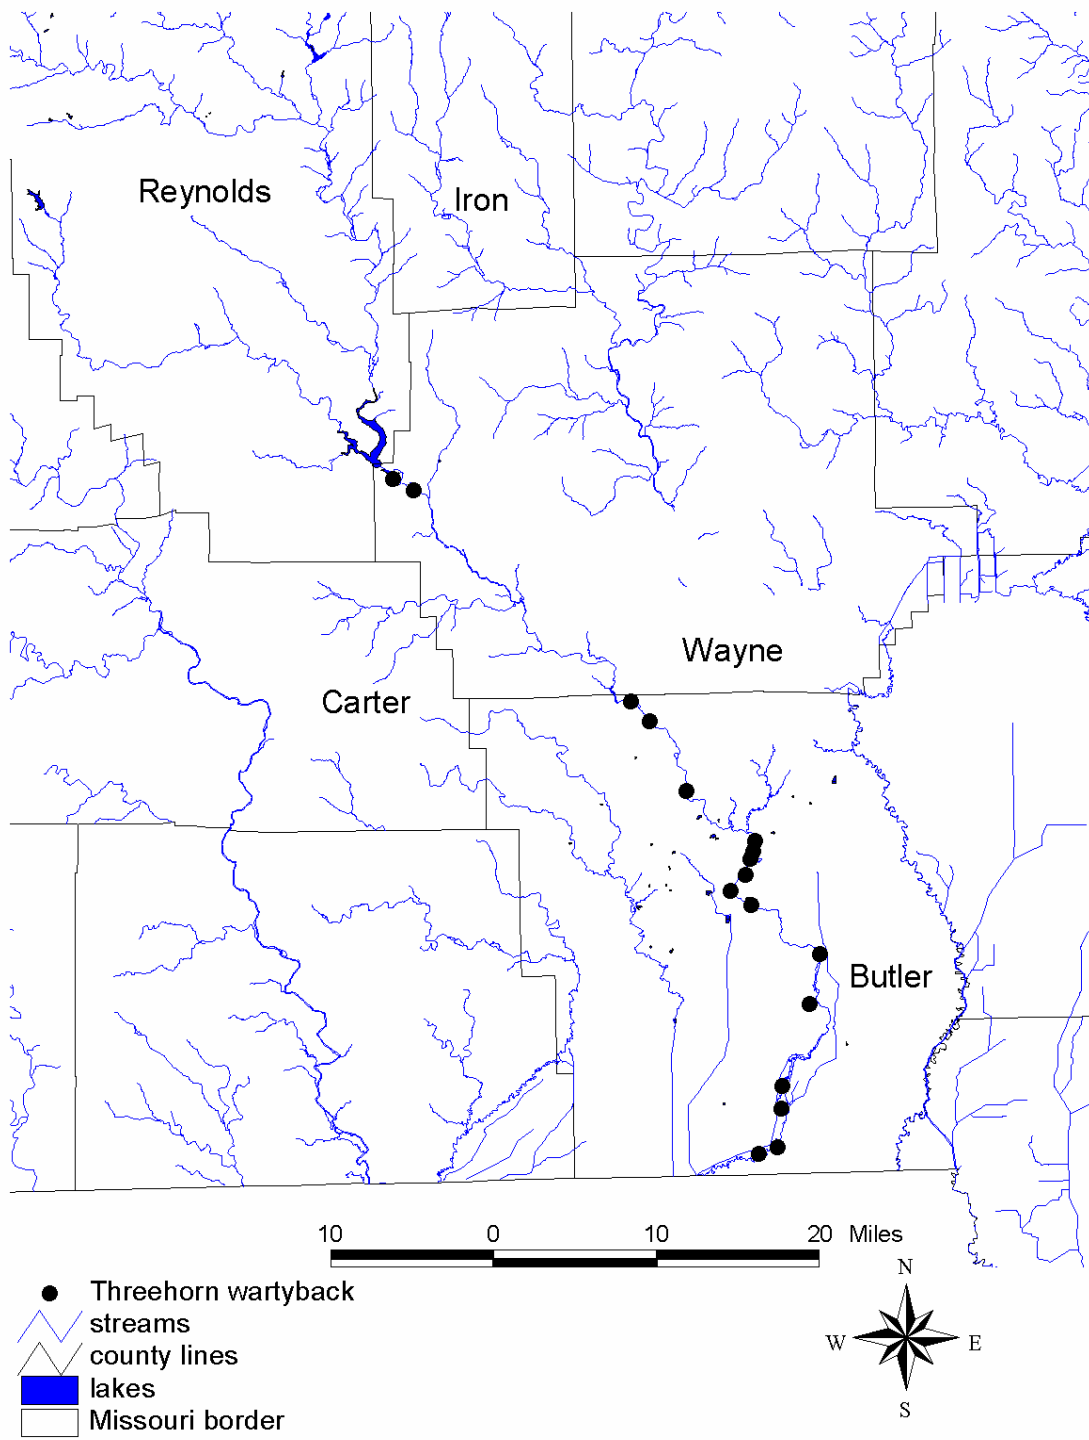 Reynolds
Iron
Wayne
Carter
Butler
10 0 10 20 Miles
Threehorn wartyback
streams
county lines
lakes
Missouri border
N
W E
S